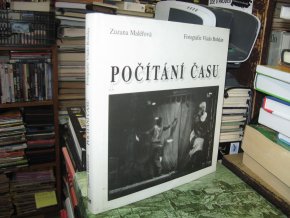 Zuzana Maléřová
Fotografie Vlado Bohdan
POČÍTÁNÍ ČASU